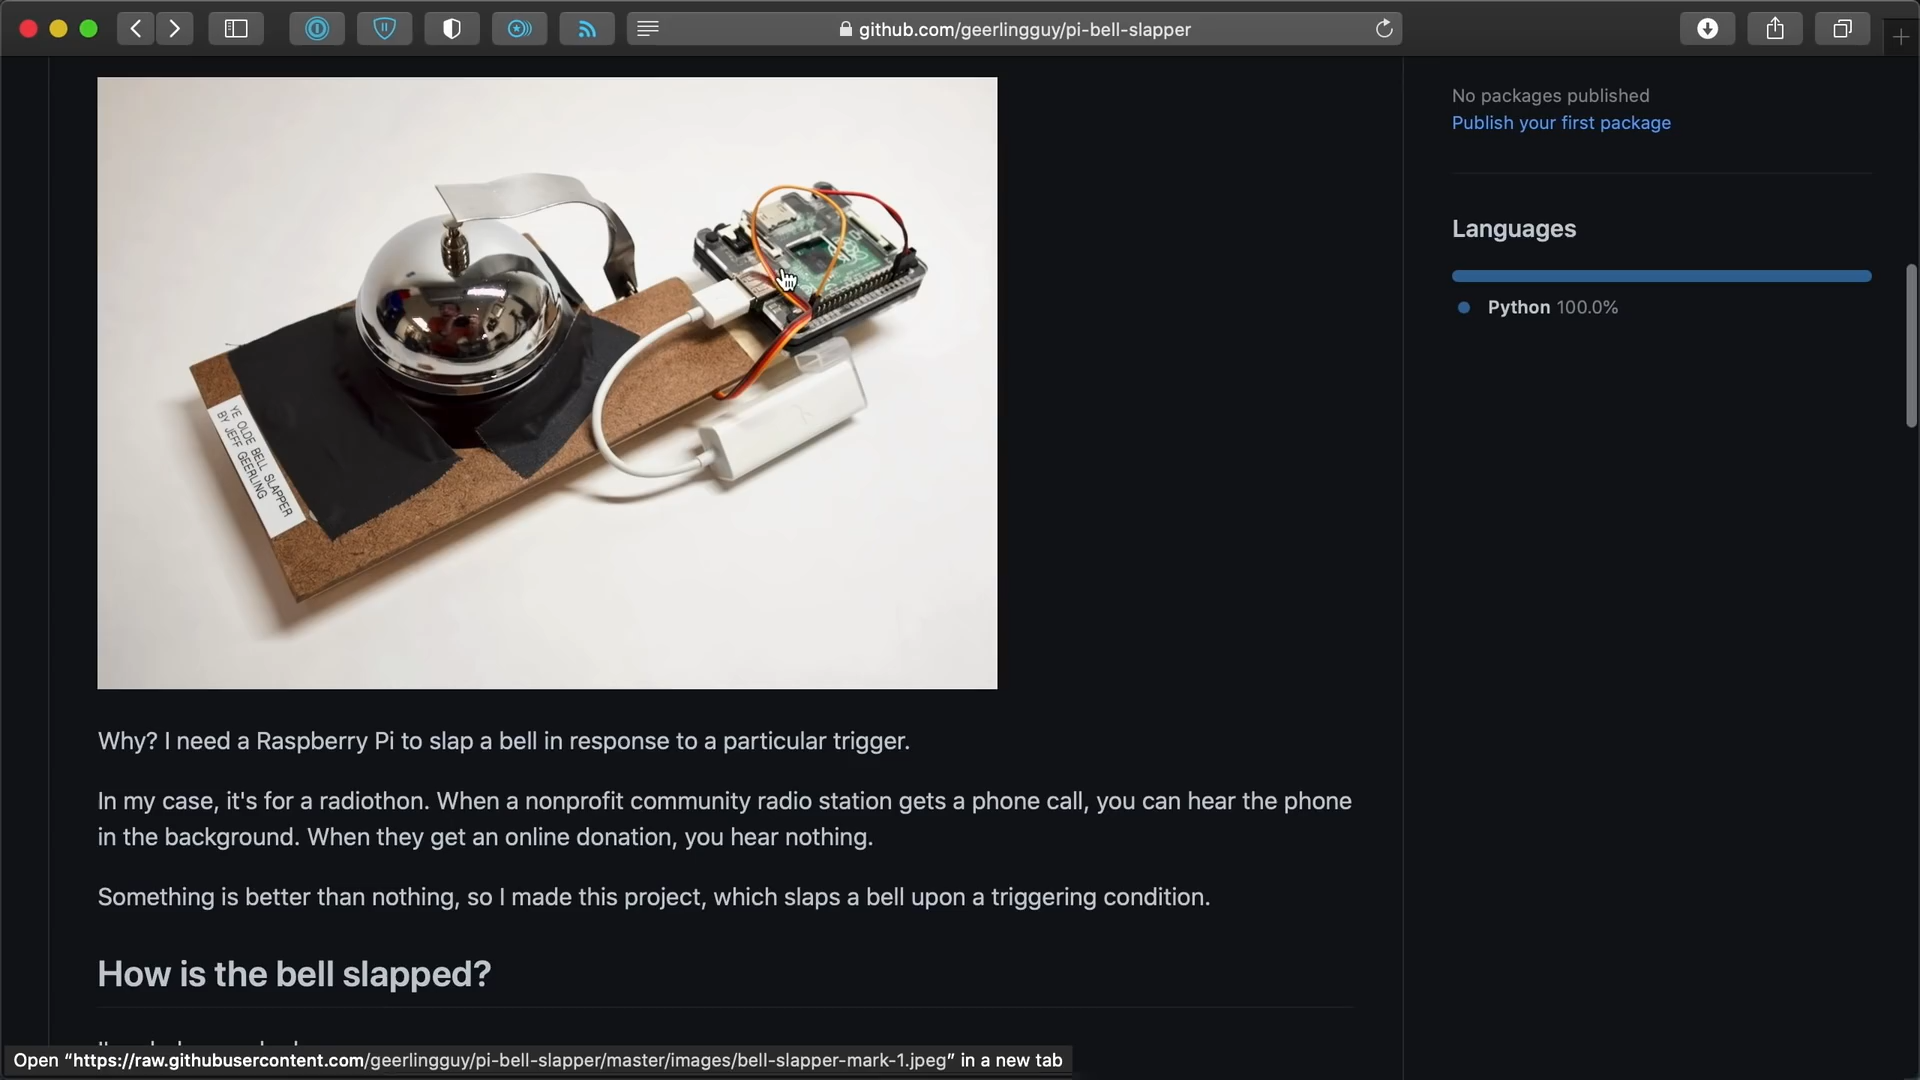 github.com/geerlingguy/pi-bell-slapper
No packages published
Publish your first package
Languages
Python 100.0%
YE OLDE BELL SLAPPER
BY JEFF GEERLING
Why? I need a Raspberry Pi to slap a bell in response to a particular trigger.
In my case, it's for a radiothon. When a nonprofit community radio station gets a phone call, you can hear the phone
in the background. When they get an online donation, you hear nothing.
Something is better than nothing, so I made this project, which slaps a bell upon a triggering condition.
How is the bell slapped?
Open “https://raw.githubusercontent.com/geerlingguy/pi-bell-slapper/master/images/bell-slapper-mark-1.jpeg” in a new tab